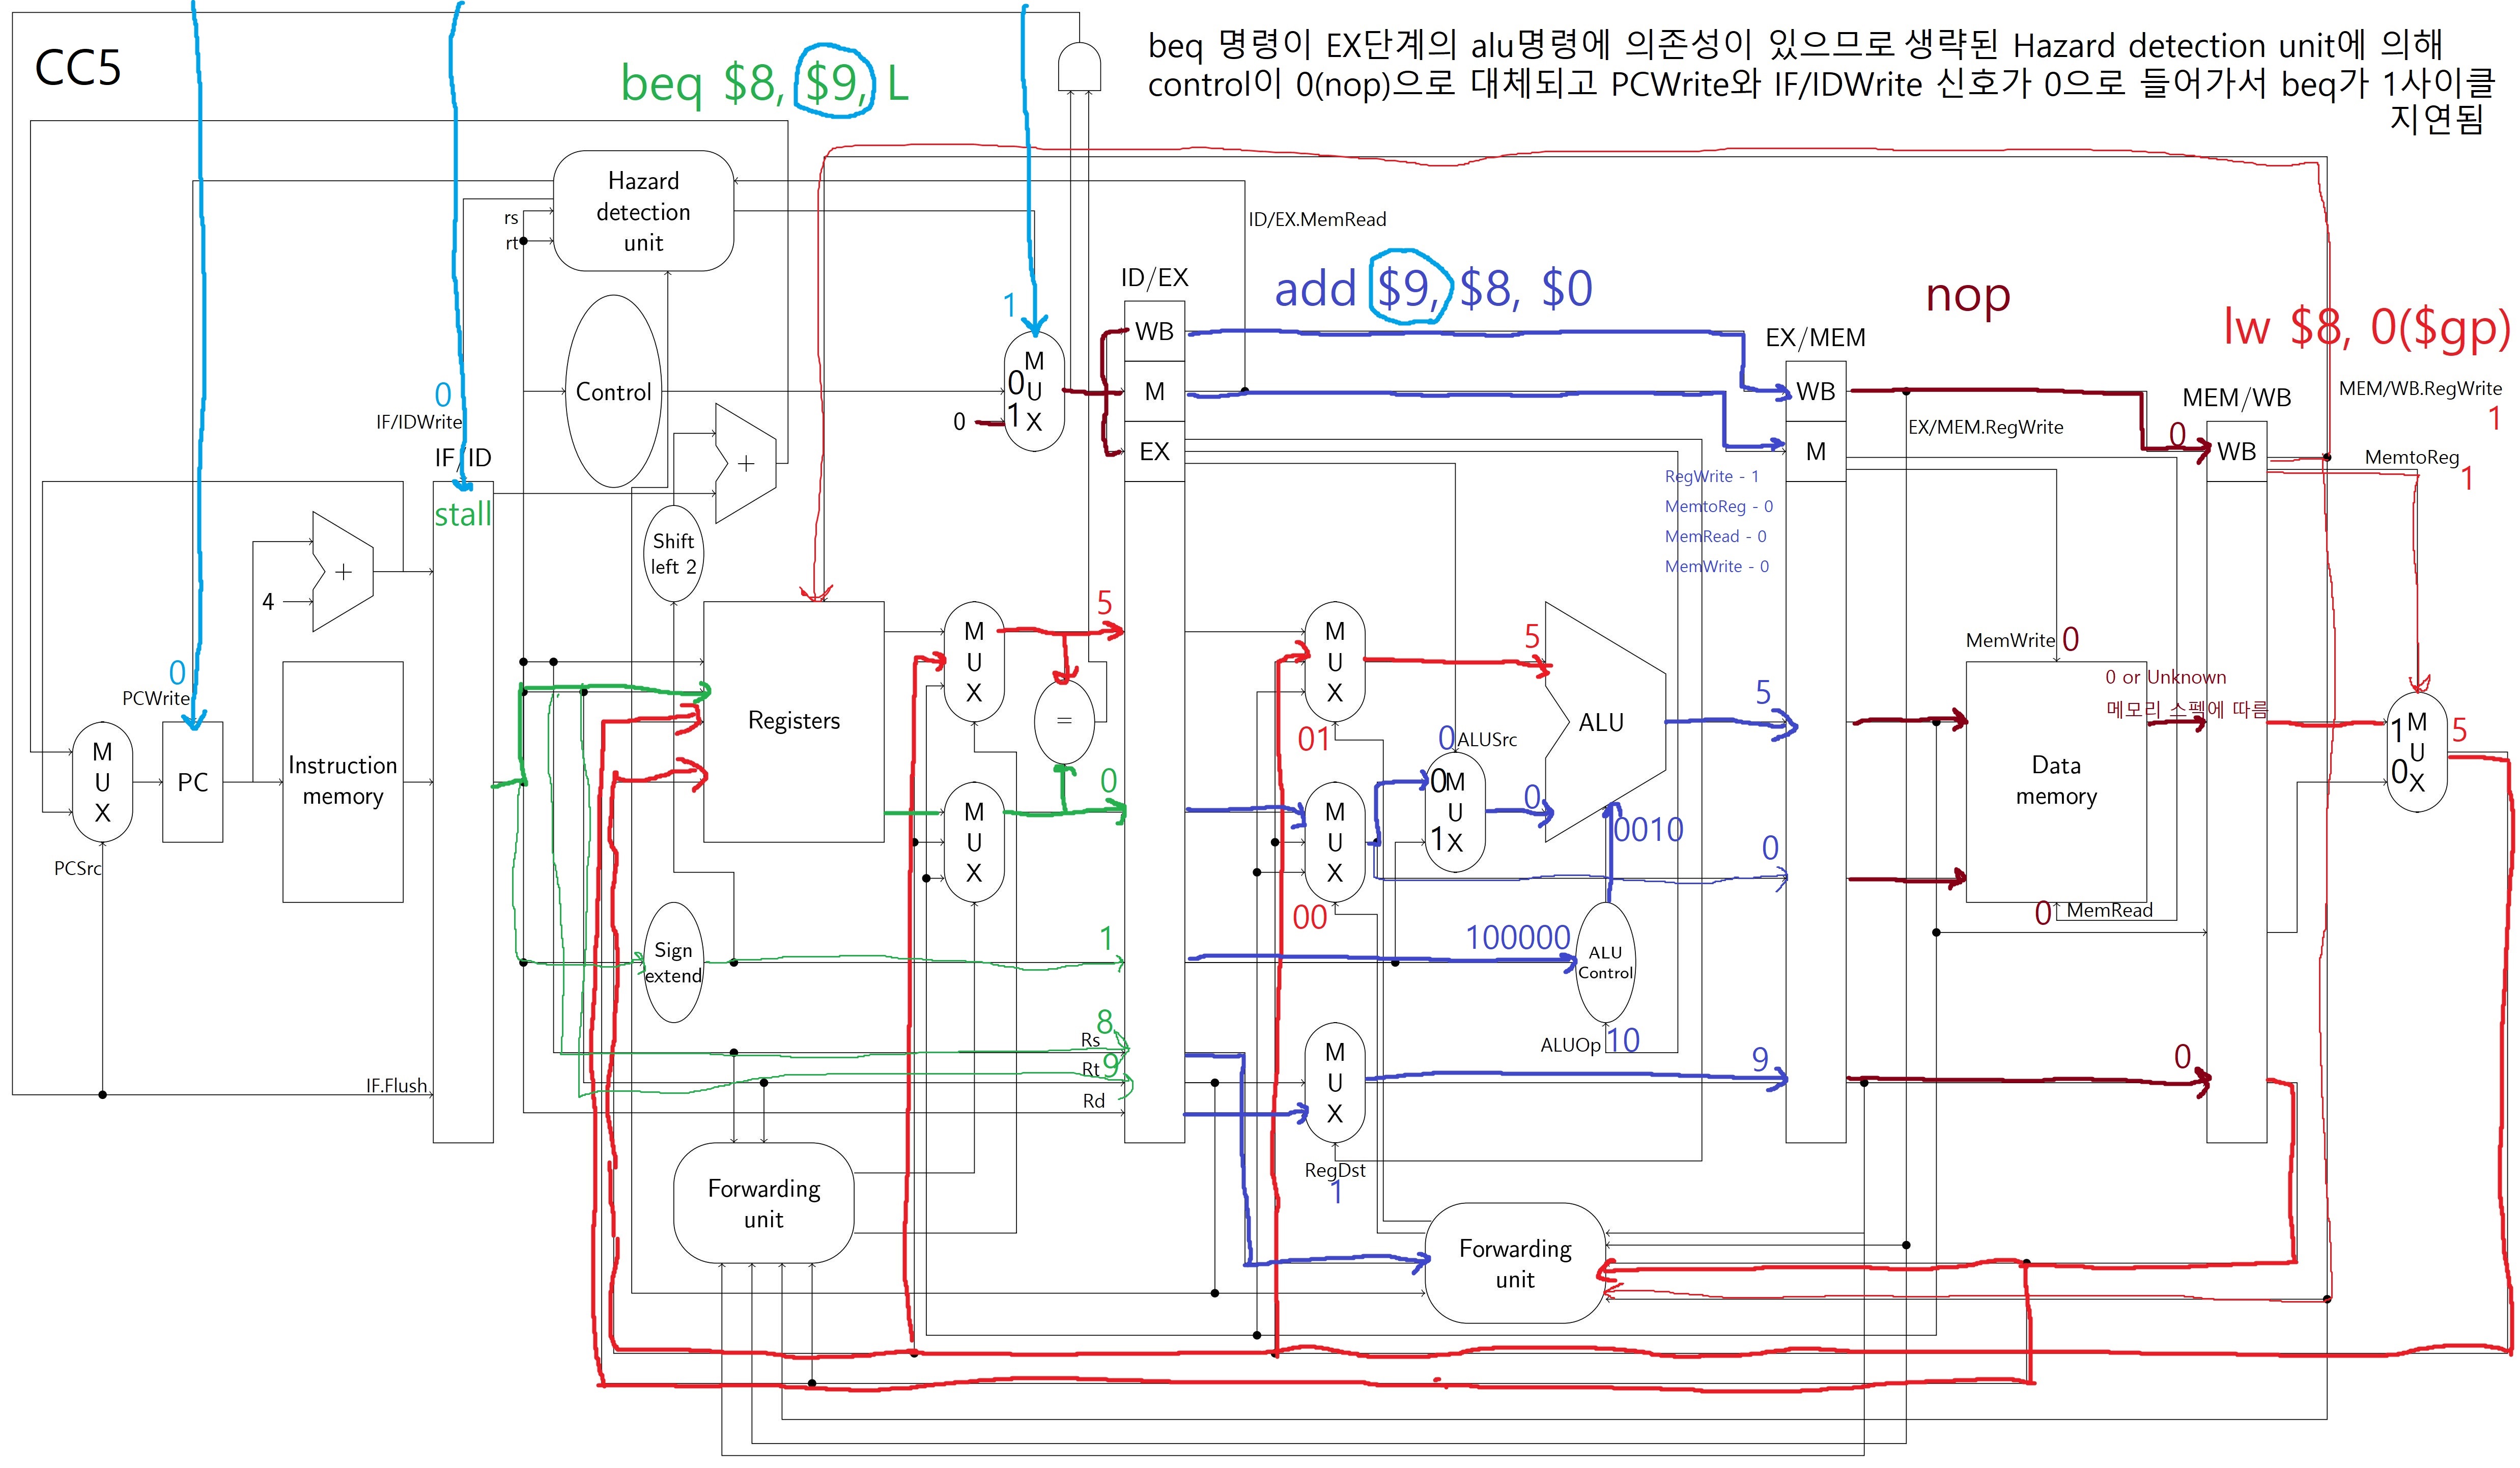 CC5
beq $8, $9, L
beq 명령이 EX단계의 alu명령에 의존성이 있으므로 생략된 Hazard detection unit에 의해
control이 0(nop)으로 대체되고 PCWrite와 IF/IDWrite 신호가 0으로 들어가서 beq가 1사이클
지연됨
Hazard
detection
unit
rs
rt
ID/EX.MemRead
ID/EX
add $9, $8, $0
nop
lw $8, 0($gp)
WB
M
EX
1
M
U
X
0
1
0
Control
EX/MEM
WB
M
EX/MEM.RegWrite
MEM/WB
WB
0
MEM/WB.RegWrite
1
MemtoReg
1
0
IF/IDWrite
IF/ID
stall
+
Shift
left 2
RegWrite - 1
MemtoReg - 0
MemRead - 0
MemWrite - 0
+
4
0
PCWrite
M
U
X
PC
Instruction
memory
PCSrc
Registers
M
U
X
5
=
M
U
X
0
M
U
X
01
M
U
X
00
5
ALU
0
ALUSrc
0
M
U
1
X
0
0010
5
0
MemWrite
0
0 or Unknown
메모리 스펙에 따름
Data
memory
0
MemRead
1
M
U
0
X
5
Sign
extend
1
100000
ALU
Control
ALUOp
10
8
Rs
Rt
9
Rd
M
U
X
RegDst
1
9
0
IF.Flush
Forwarding
unit
Forwarding
unit